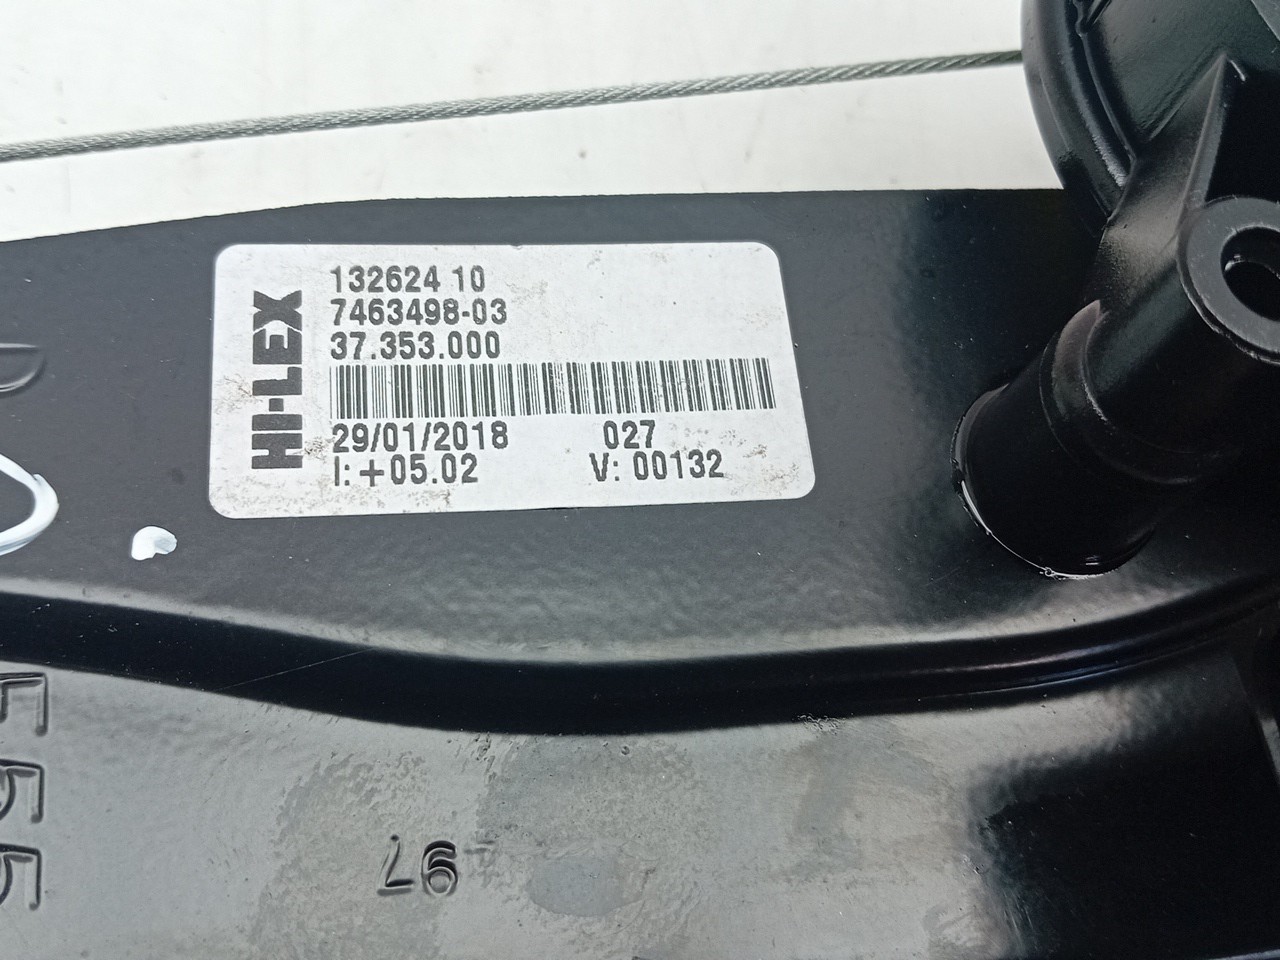 HI-LEX
132624 10
7463498-03
37.353.000
29/01/2018 027
I: +05.02 V: 00132